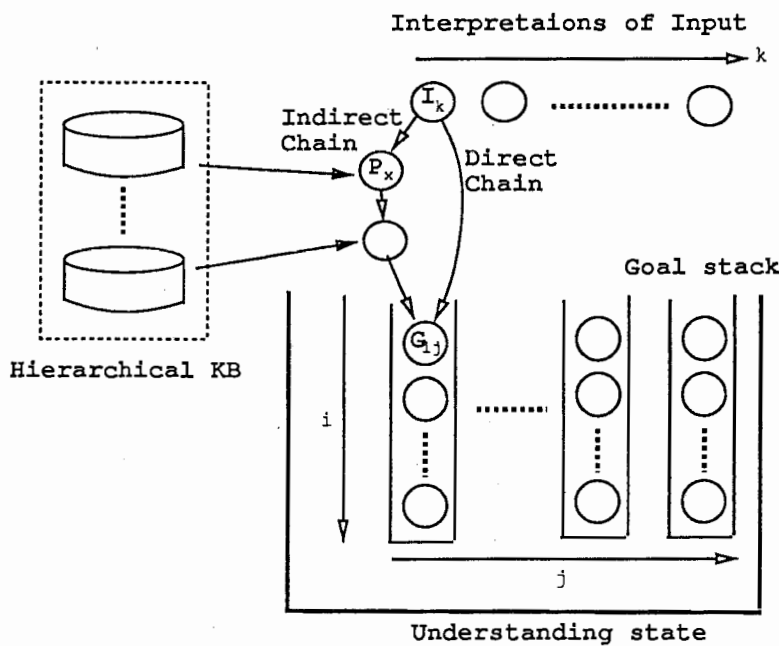 Interpretaions of Input
k
I_k
Indirect
Chain
Direct
Chain
P_x
Goal stack
G_ij
Hierarchical KB
i
j
Understanding state